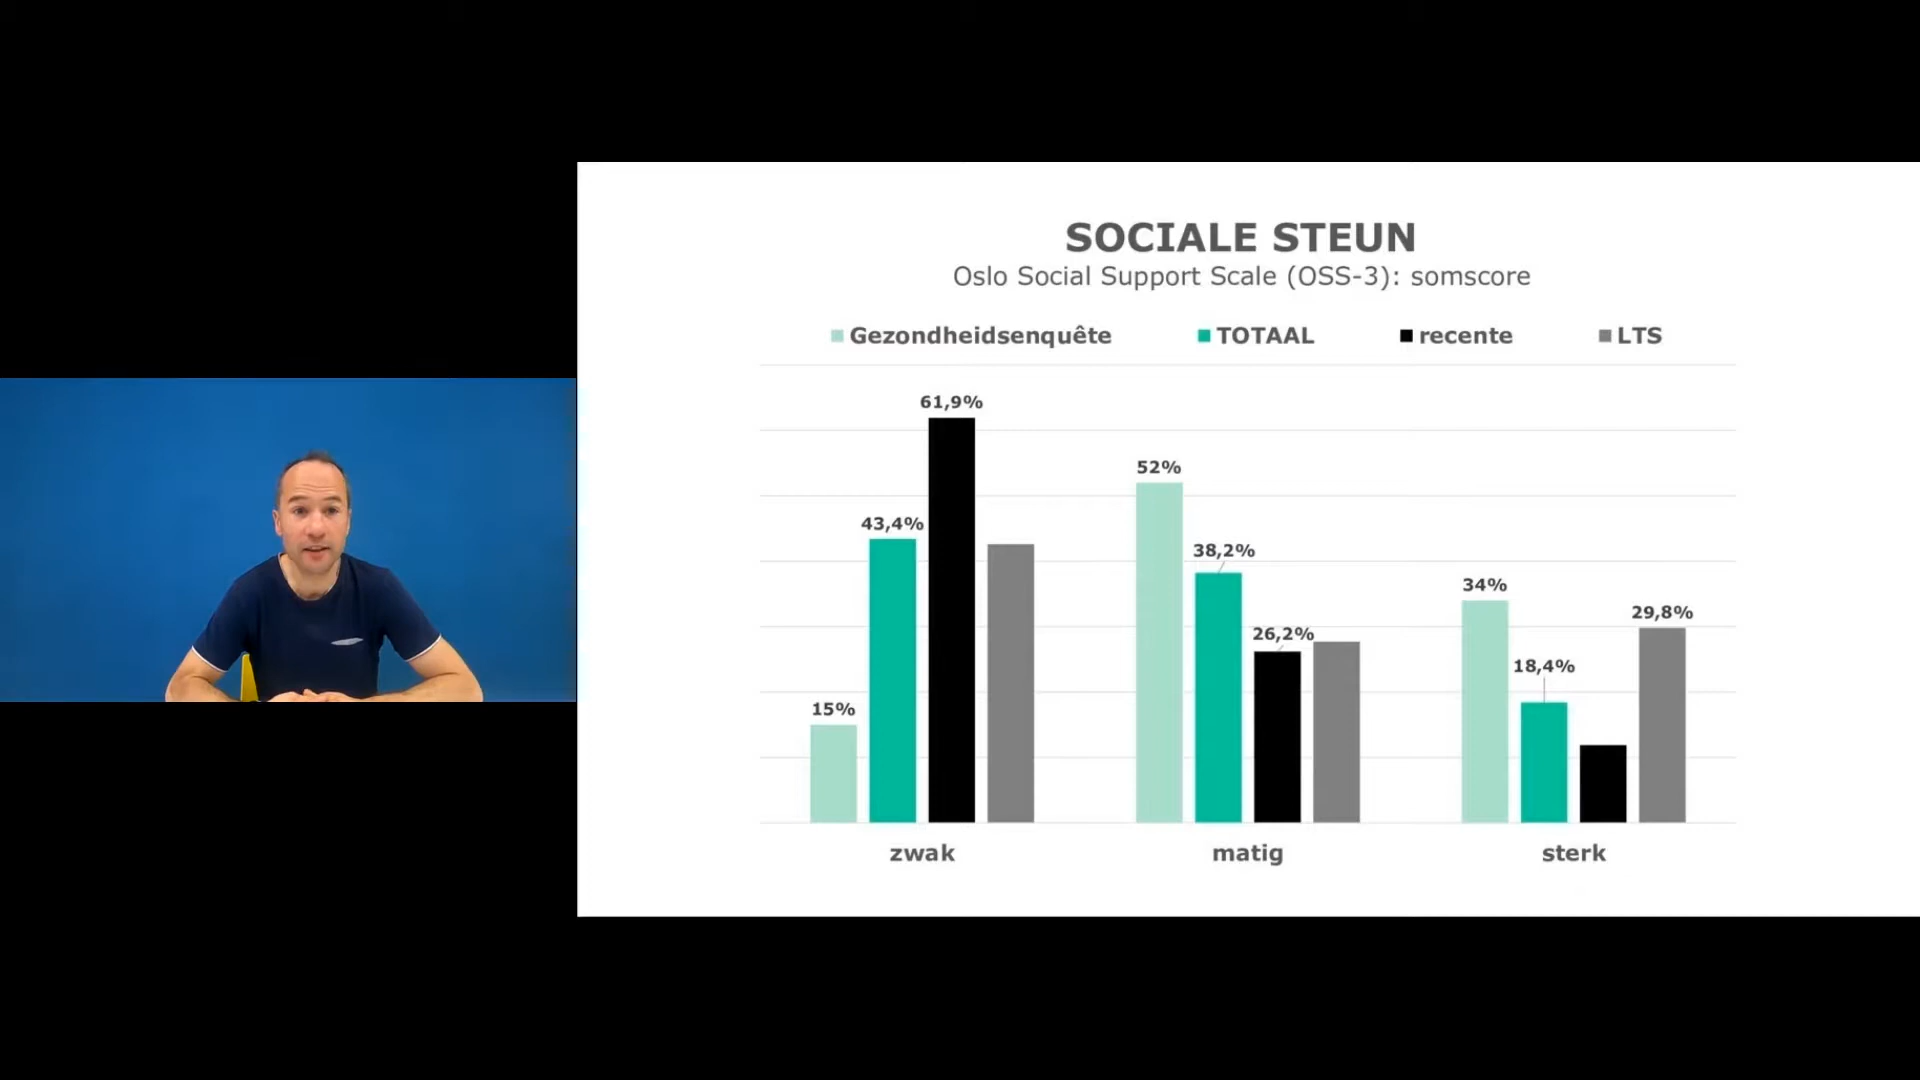 SOCIALE STEUN
Oslo Social Support Scale (OSS-3): somscore
Gezondheidsenquête TOTAAL recente LTS
61,9%
52%
43,4%
38,2%
34%
29,8%
26,2%
18,4%
15%
zwak matig sterk